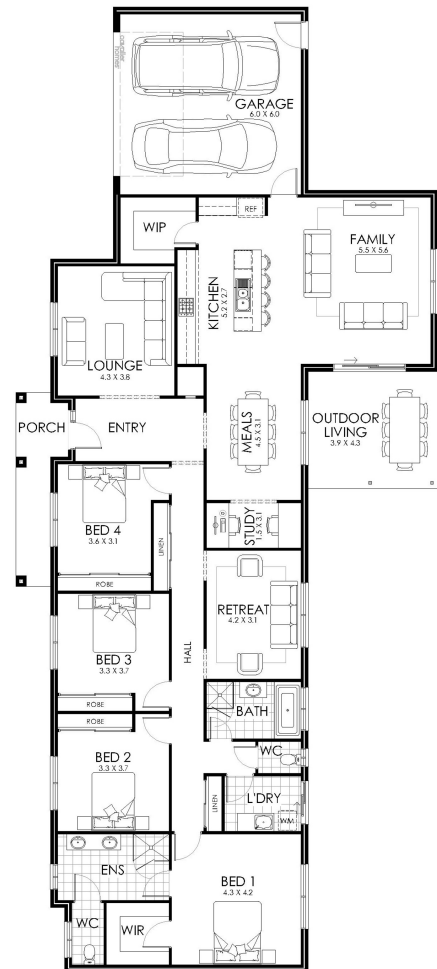 counsellor
homes
GARAGE
6.0 X 6.0
REF
WIP
FAMILY
5.5 X 5.6
KITCHEN
5.2 X 2.7
LOUNGE
4.3 X 3.8
PORCH
ENTRY
MEALS
4.5 X 3.1
OUTDOOR
LIVING
3.9 X 4.3
BED 4
3.6 X 3.1
LINEN
ROBE
STUDY
1.5 X 3.1
RETREAT
4.2 X 3.1
BED 3
3.3 X 3.7
HALL
ROBE
ROBE
BATH
WC
BED 2
3.3 X 3.7
L'DRY
LINEN
WM
ENS
BED 1
4.3 X 4.2
WC
WIR